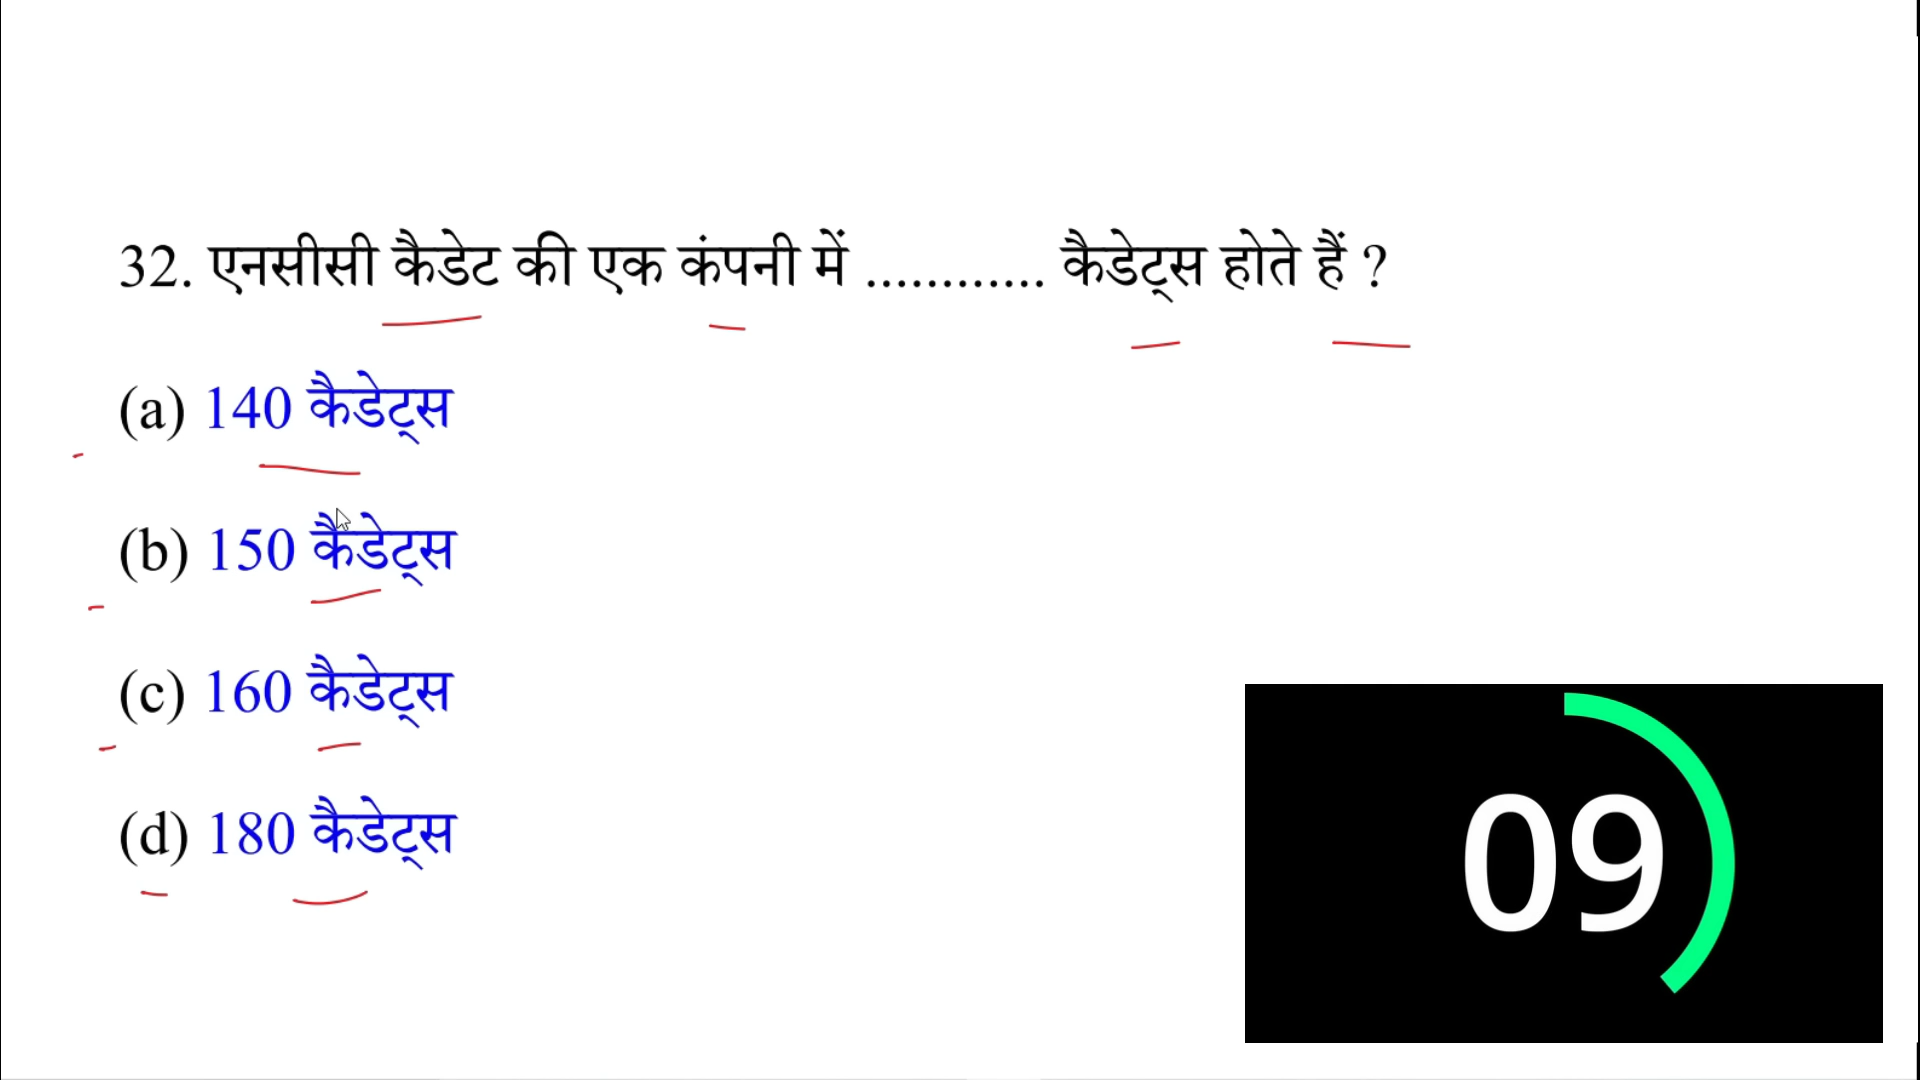 32. एनसीसी कैडेट की एक कंपनी में ............ कैडेट्स होते हैं ?
(a) 140 कैडेट्स
(b) 150 कैडेट्स
(c) 160 कैडेट्स
(d) 180 कैडेट्स
09